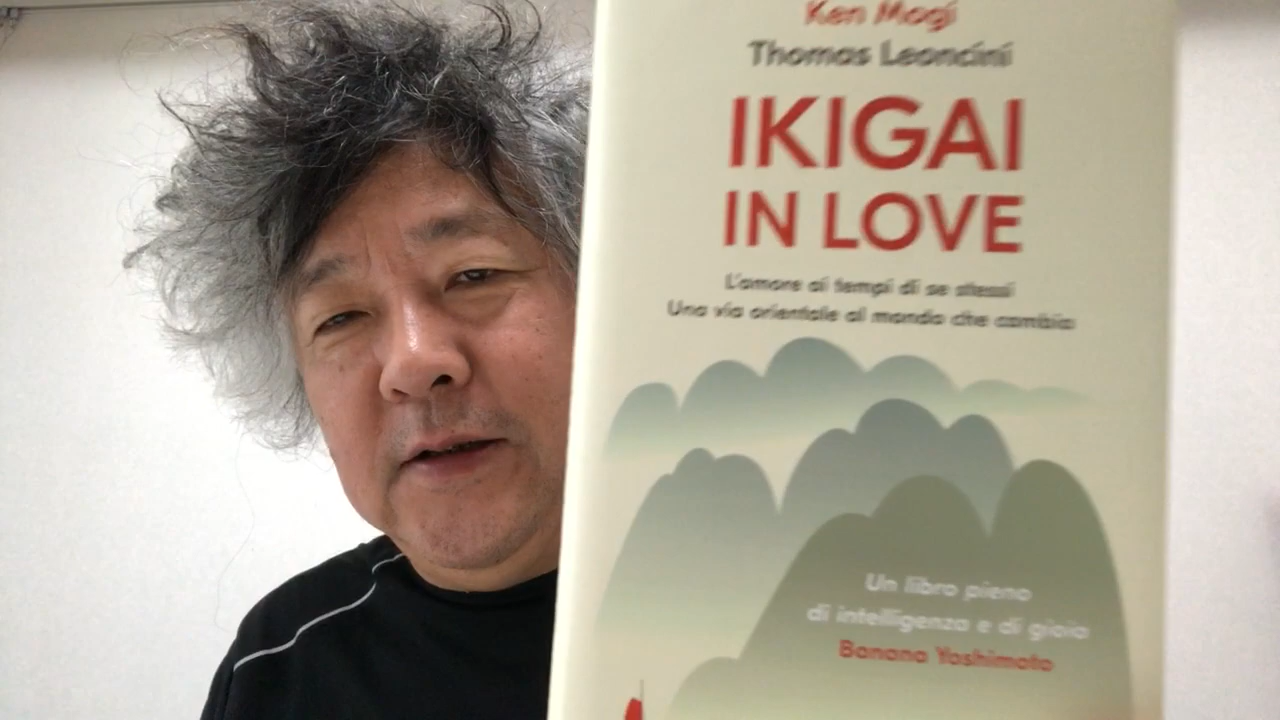 Ken Mogi
Thomas Leoncini
IKIGAI
IN LOVE
L'amore ai tempi di se stessi
Una via orientale al mondo che cambia
Un libro pieno
di intelligenza e di gioia
Banana Yoshimoto